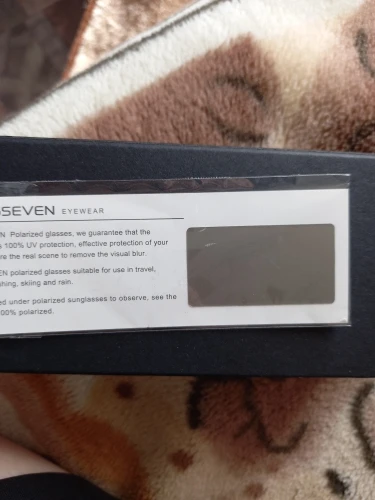 SEVEN EYEWEAR
N Polarized glasses, we guarantee that the
100% UV protection, effective protection of your
re the real scene to remove the visual blur.
EN polarized glasses suitable for use in travel,
shing, skiing and rain.
ed under polarized sunglasses to observe, see the
00% polarized.